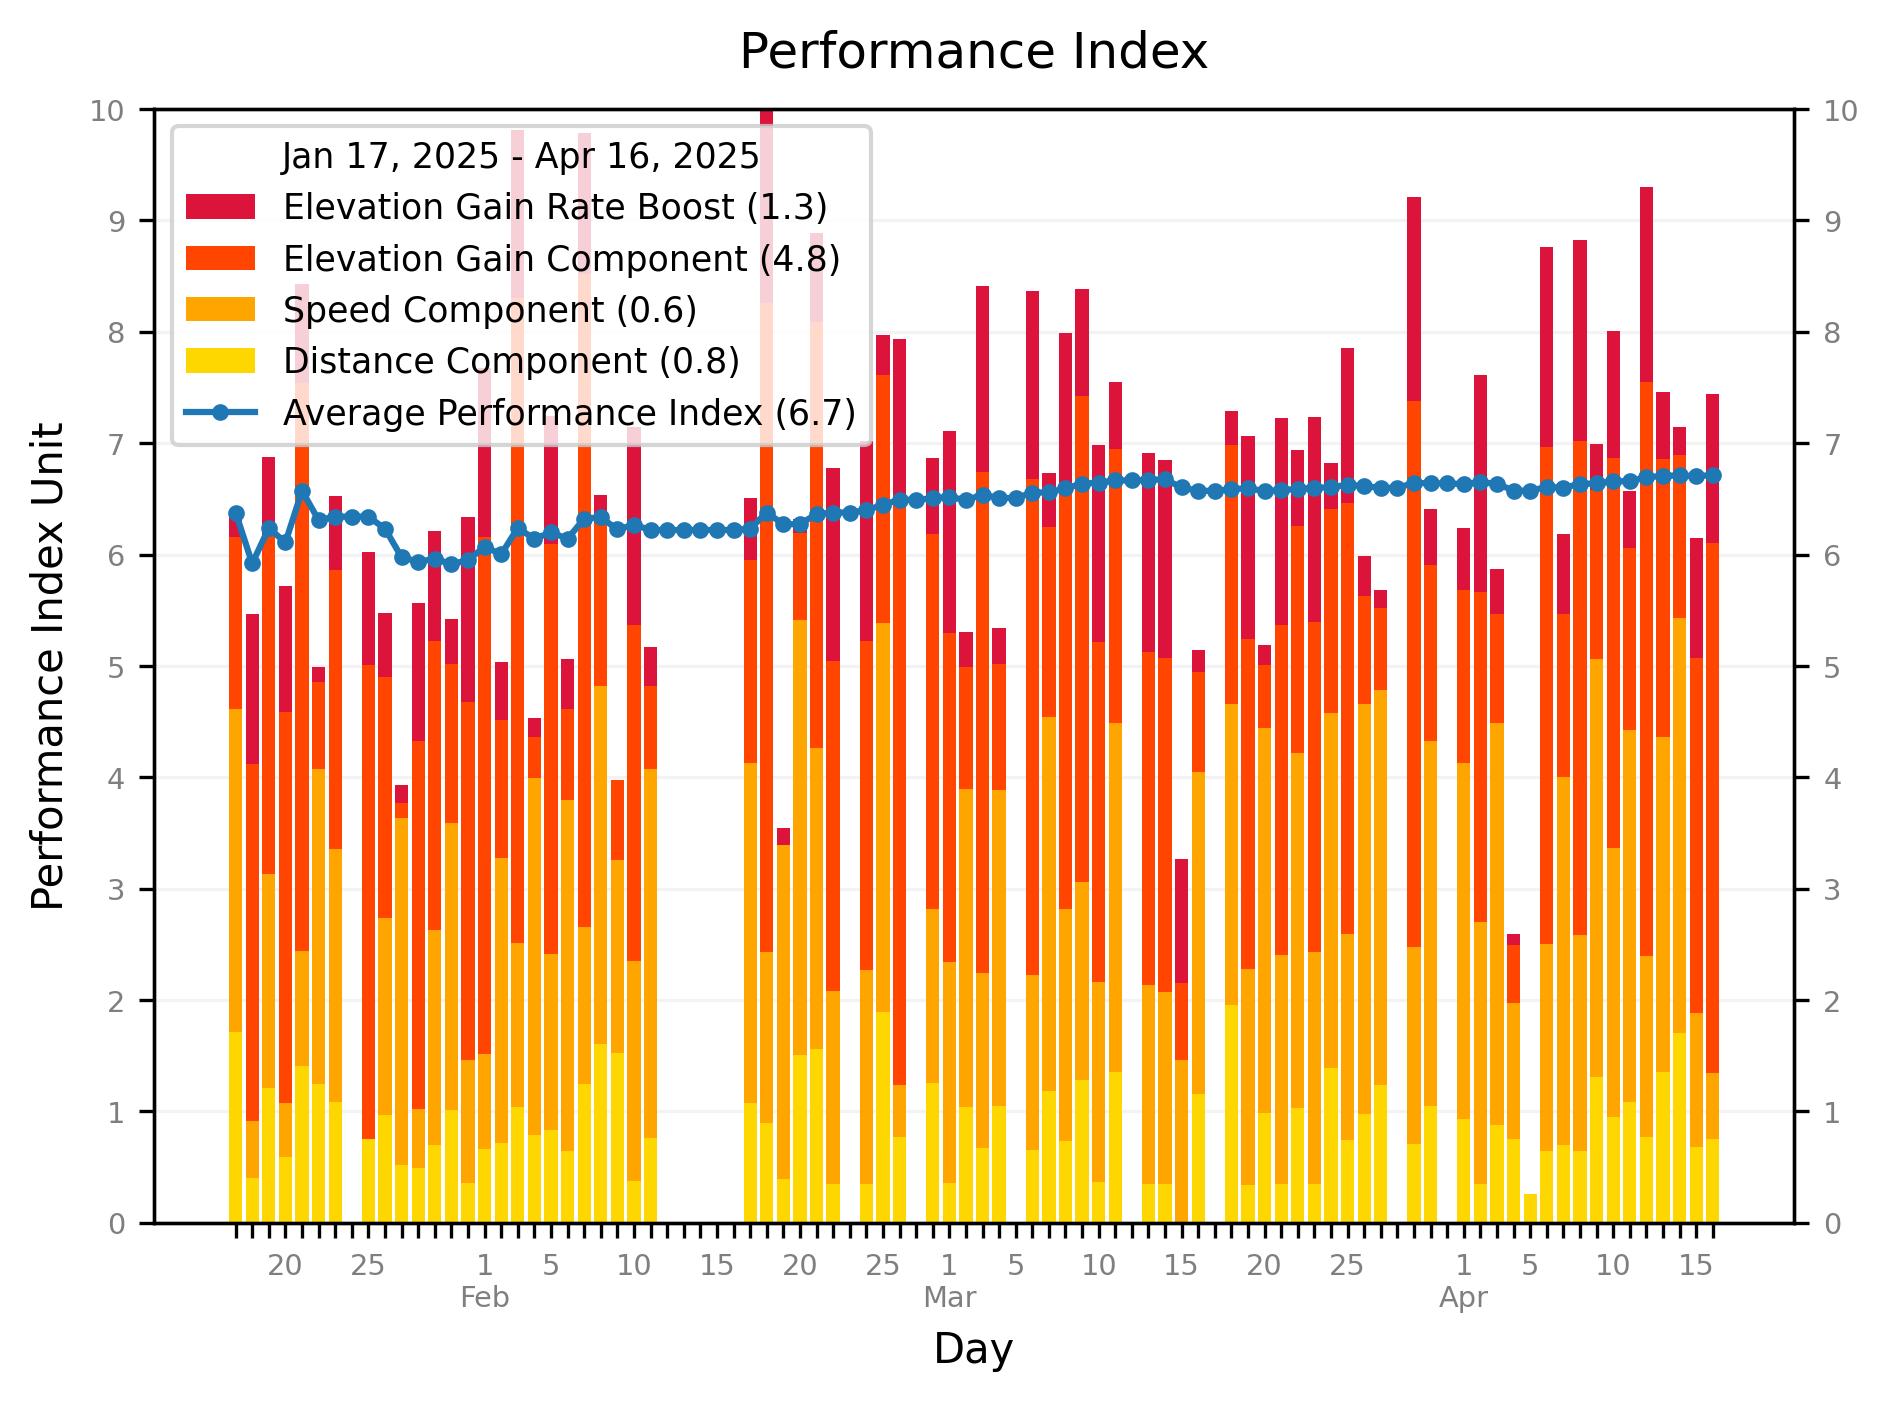 Performance Index
10
9
8
7
6
5
4
3
2
1
0
Performance Index Unit
Jan 17, 2025 - Apr 16, 2025
Elevation Gain Rate Boost (1.3)
Elevation Gain Component (4.8)
Speed Component (0.6)
Distance Component (0.8)
Average Performance Index (6.7)
10
9
8
7
6
5
4
3
2
1
0
20 25 1 5 10 15 20 25 1 5 10 15 20 25 1 5 10 15
Feb Mar Apr
Day